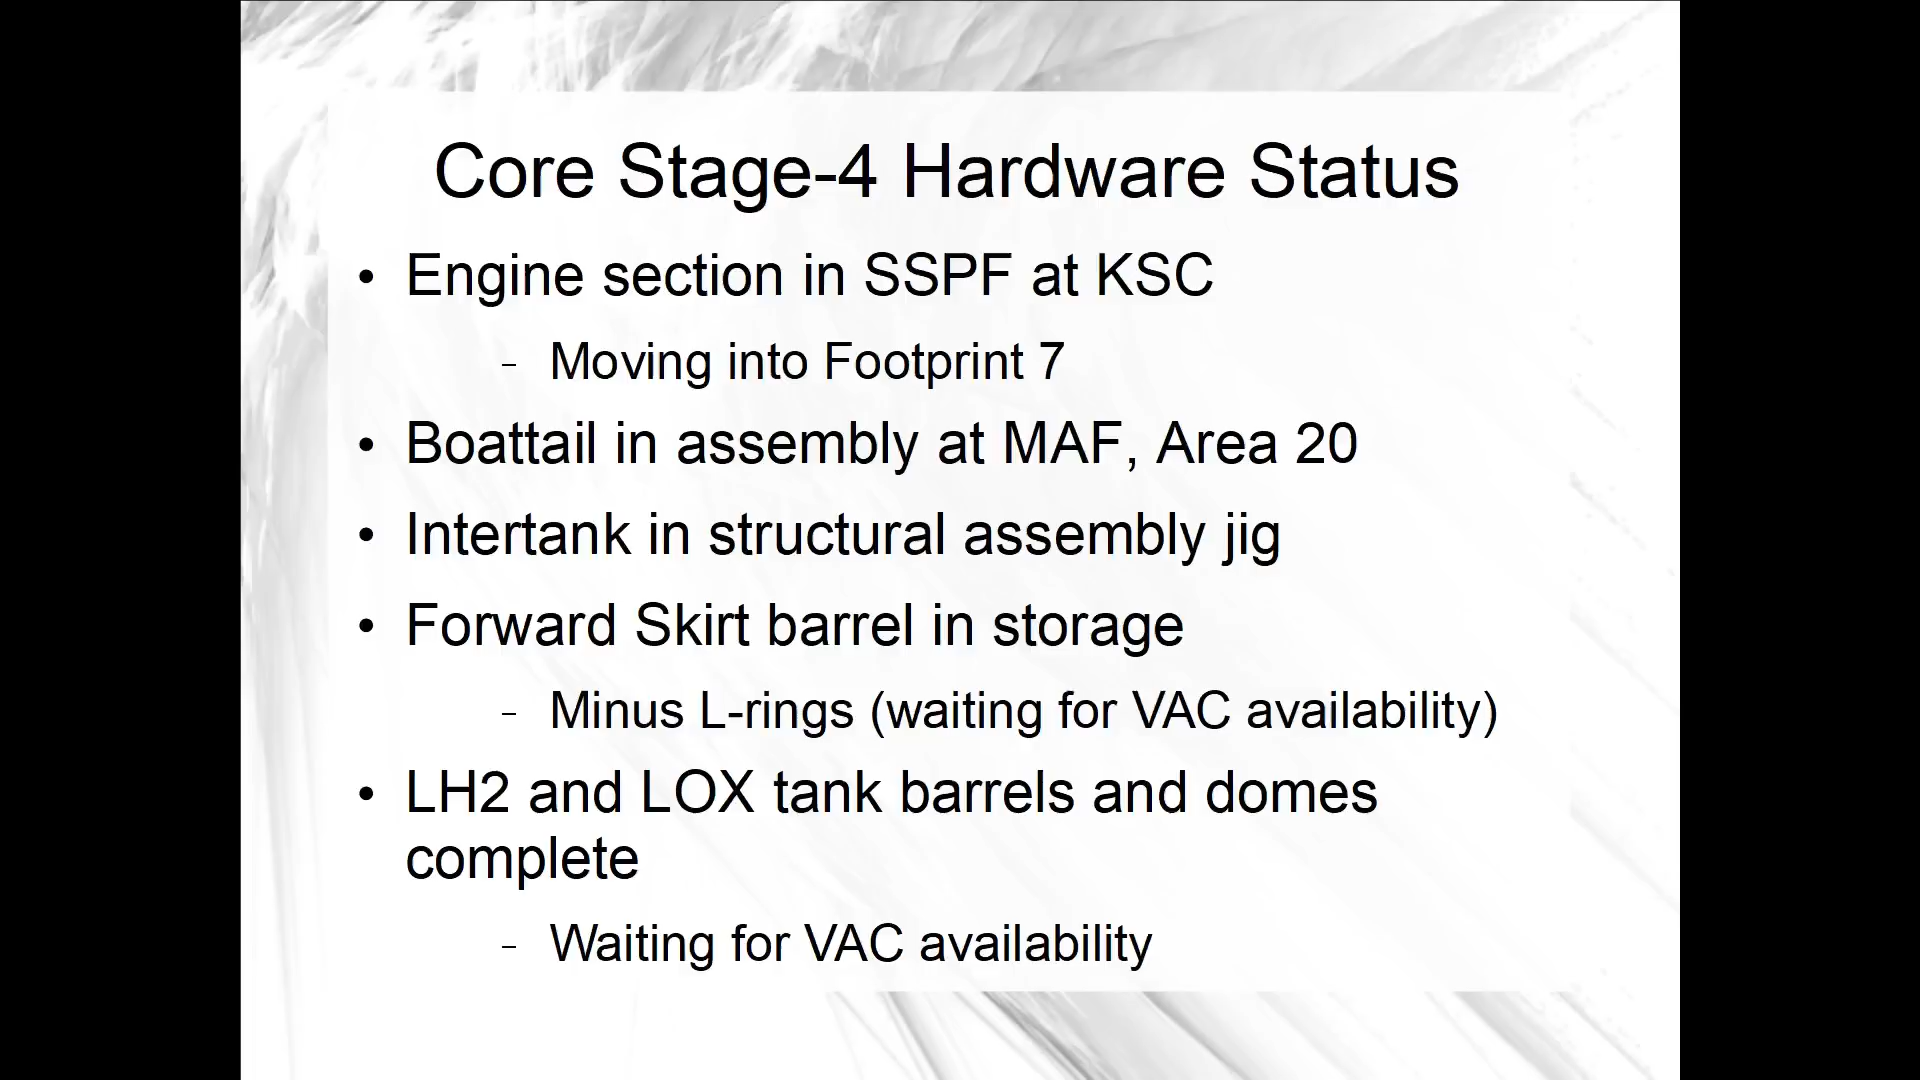 Core Stage-4 Hardware Status
• Engine section in SSPF at KSC
– Moving into Footprint 7
• Boattail in assembly at MAF, Area 20
• Intertank in structural assembly jig
• Forward Skirt barrel in storage
– Minus L-rings (waiting for VAC availability)
• LH2 and LOX tank barrels and domes
complete
– Waiting for VAC availability